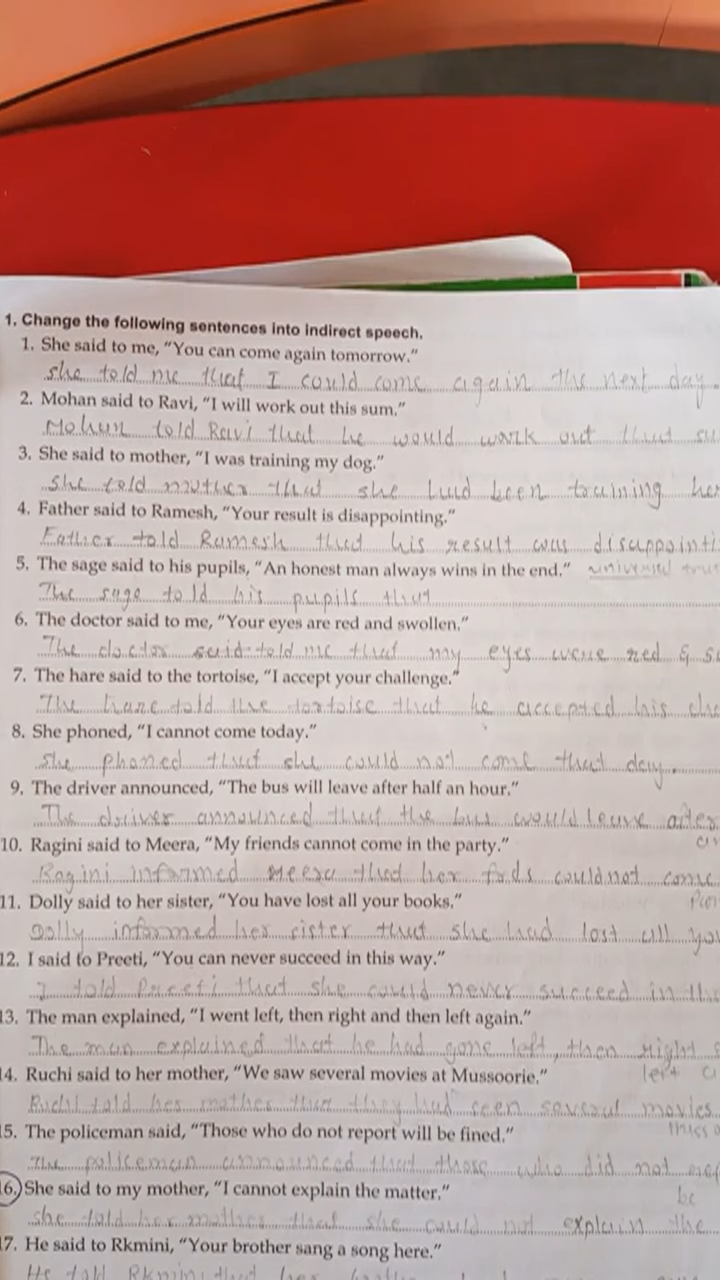 1. Change the following sentences into indirect speech.
1. She said to me, "You can come again tomorrow."
She told me that I could come again the next day.
2. Mohan said to Ravi, "I will work out this sum."
Mohun told Ravi that he would work out that su
3. She said to mother, "I was training my dog."
She told mother that she had been training her
4. Father said to Ramesh, "Your result is disappointing."
Father told Ramesh that his result was disappointi
5. The sage said to his pupils, "An honest man always wins in the end." universal
The sage told his pupils that
6. The doctor said to me, "Your eyes are red and swollen."
The doctor said told me that my eyes were red & s
7. The hare said to the tortoise, "I accept your challenge."
The hare told the tortoise that he accepted his
8. She phoned, "I cannot come today."
She phoned that she could not come that day.
9. The driver announced, "The bus will leave after half an hour."
The driver announced that the bus would leave
10. Ragini said to Meera, "My friends cannot come in the party."
Ragini informed Meera that her frds could not come
11. Dolly said to her sister, "You have lost all your books."
Dolly informed her sister that she had lost all you
12. I said to Preeti, "You can never succeed in this way."
I told Preeti that she could never succeed in th
13. The man explained, "I went left, then right and then left again."
The man explained that he had gone left, then right
14. Ruchi said to her mother, "We saw several movies at Mussoorie." left
Ruchi told her mother that they had seen several movies
15. The policeman said, "Those who do not report will be fined."
The policeman announced that those who did not
16. She said to my mother, "I cannot explain the matter." be
She told her mother that she could not explain the
17. He said to Rkmini, "Your brother sang a song here."
He told Rkmini that her